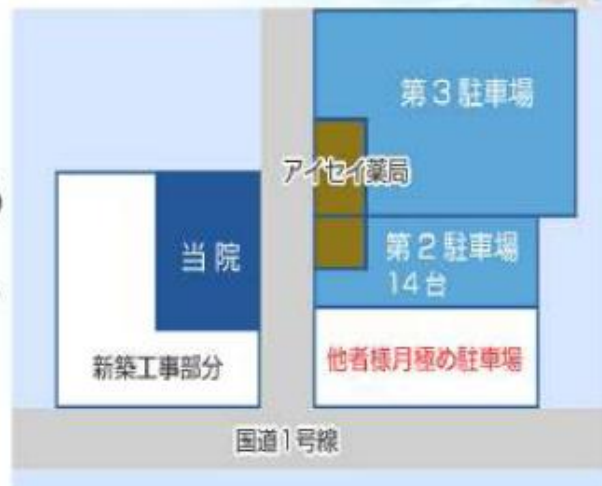 第3駐車場
アイセイ薬局
当院
第2駐車場
14台
新築工事部分
他者様月極め駐車場
国道1号線